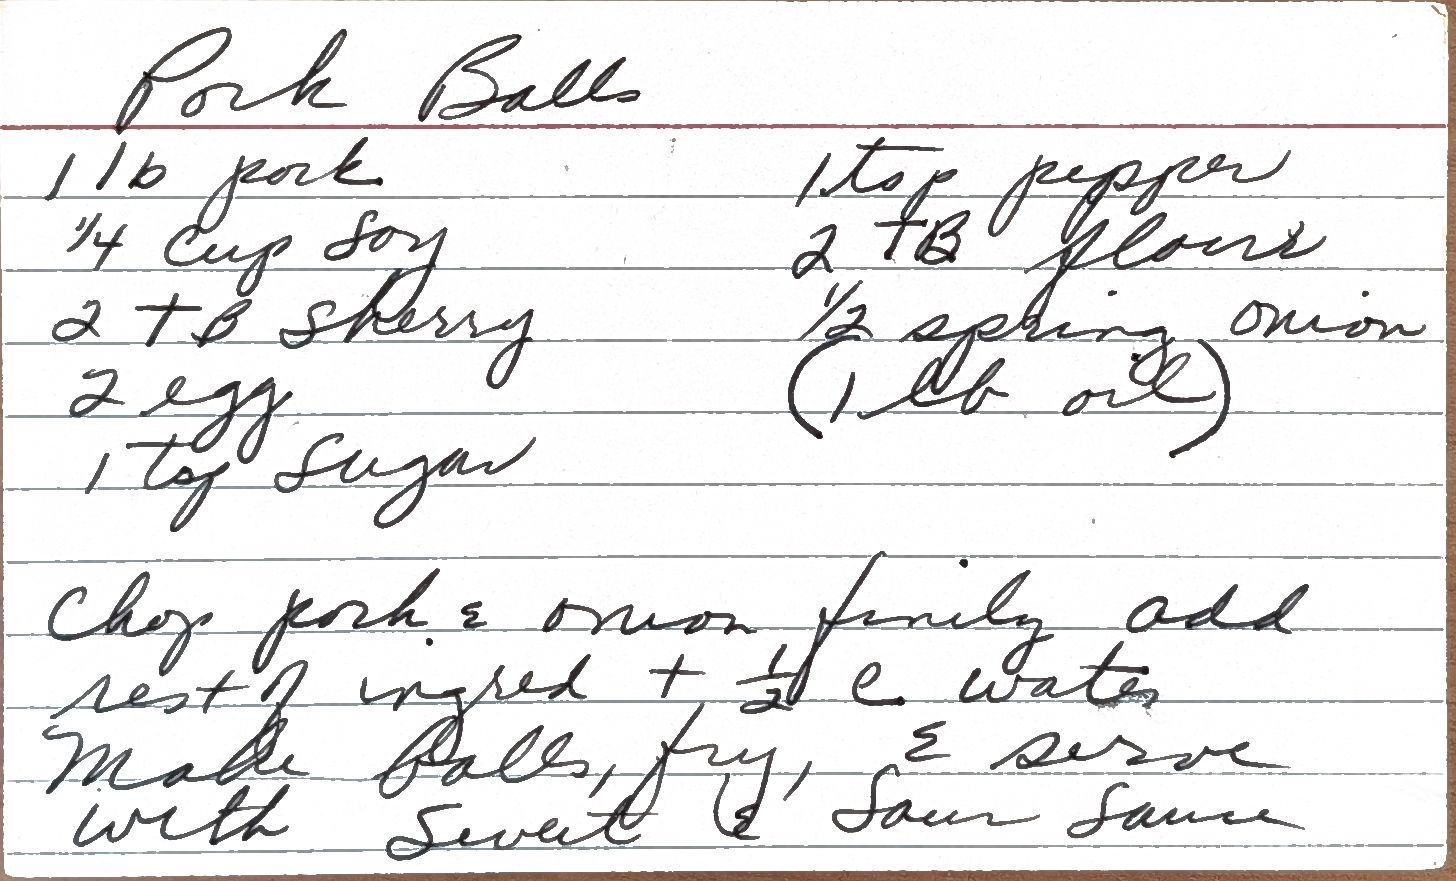 Pork Balls
1 lb pork
1/4 cup soy
2 TB sherry
2 egg
1 tsp sugar
1 tsp pepper
2 TB flour
1/2 spring onion
(1 lb oil)
Chop pork & onion finily add
rest of ingred + 1/2 c. water
Make balls, fry, & serve
with Sweet & Sour Sauce